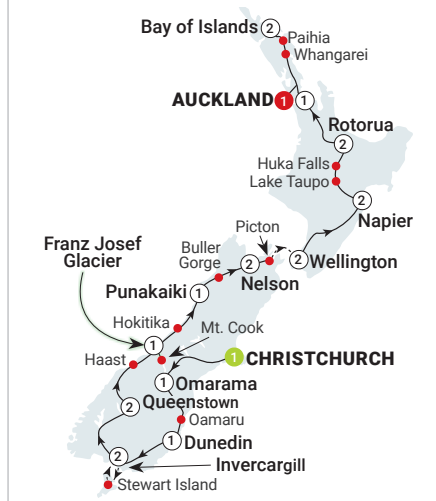 Bay of Islands 2
Paihia
Whangarei
AUCKLAND 1 1
Rotorua
2
Huka Falls
Lake Taupo
2
Napier
Picton
Buller
Gorge
2
Nelson
2 Wellington
Franz Josef
Glacier
Punakaiki
1
Hokitika
Mt. Cook
1
Haast
1 CHRISTCHURCH
1 Omarama
Queenstown
2
Oamaru
1 Dunedin
2
Invercargill
Stewart Island